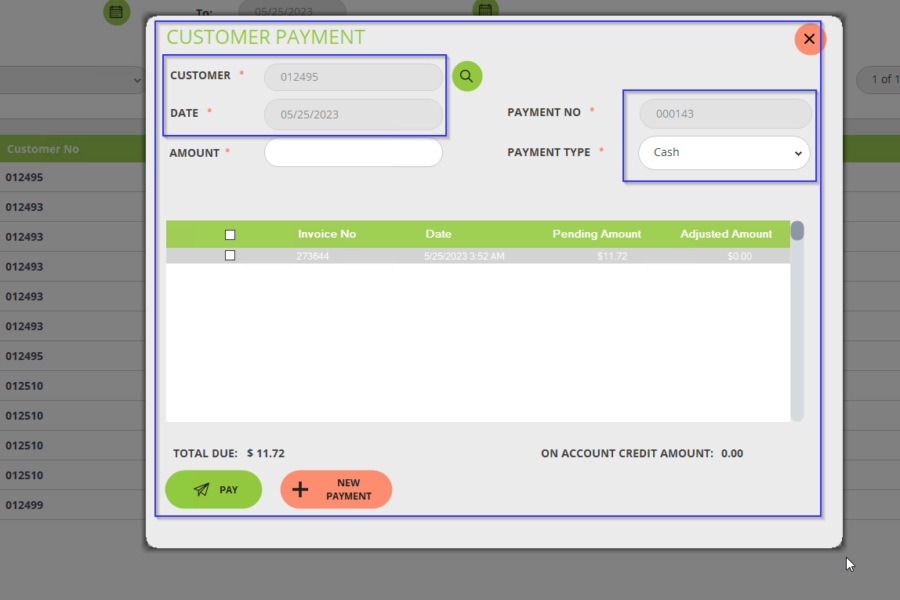 To: 05/25/2023
1 of 1
CUSTOMER PAYMENT
CUSTOMER * 012495
DATE * 05/25/2023
PAYMENT NO * 000143
AMOUNT *
PAYMENT TYPE * Cash
Invoice No Date Pending Amount Adjusted Amount
273644 5/25/2023 3:52 AM $11.72 $0.00
TOTAL DUE: $ 11.72
ON ACCOUNT CREDIT AMOUNT: 0.00
PAY
NEW
PAYMENT
Customer No
012495
012493
012493
012493
012493
012493
012495
012510
012510
012510
012510
012499